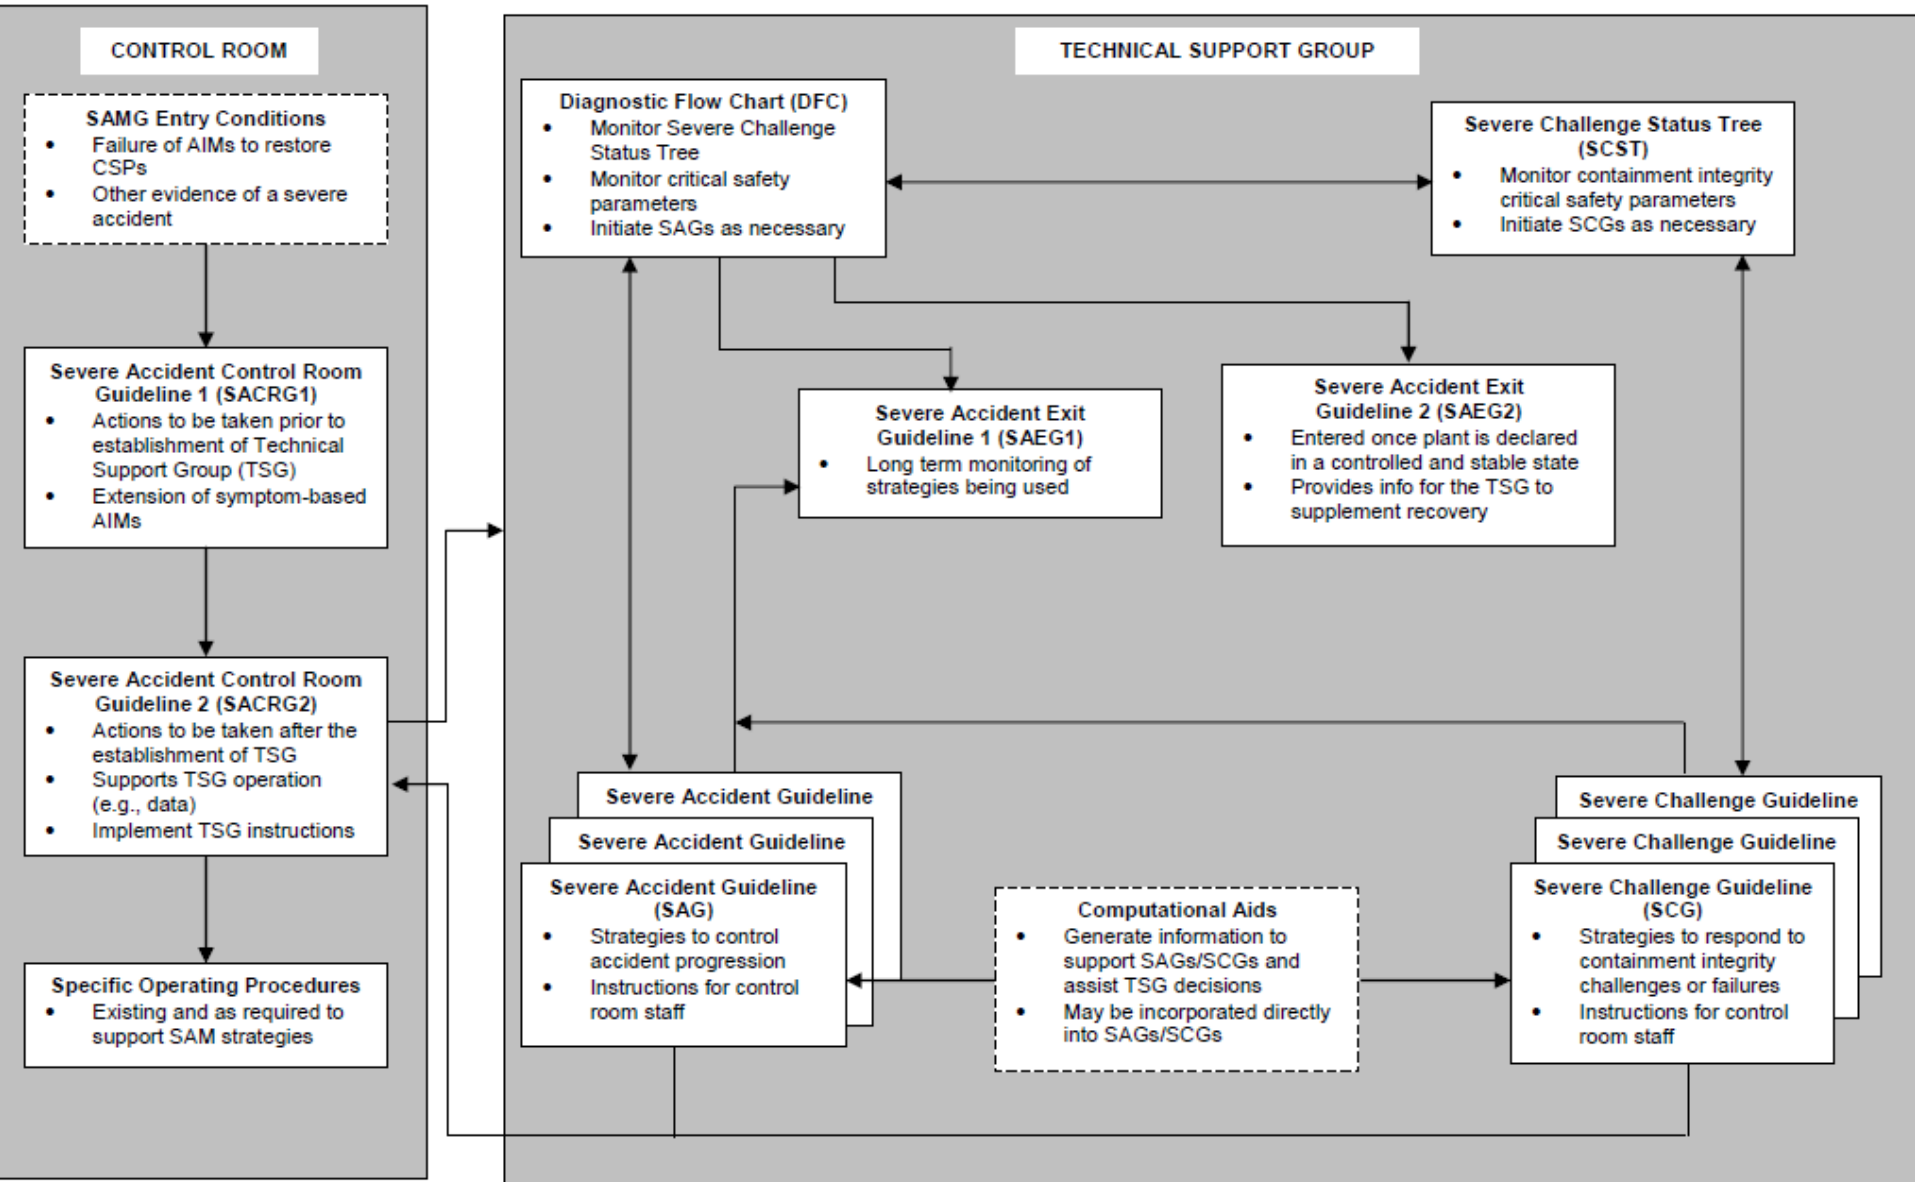 CONTROL ROOM
SAMG Entry Conditions
• Failure of AIMs to restore
CSPs
• Other evidence of a severe
accident
Severe Accident Control Room
Guideline 1 (SACRG1)
• Actions to be taken prior to
establishment of Technical
Support Group (TSG)
• Extension of symptom-based
AIMs
Severe Accident Control Room
Guideline 2 (SACRG2)
• Actions to be taken after the
establishment of TSG
• Supports TSG operation
(e.g., data)
• Implement TSG instructions
Specific Operating Procedures
• Existing and as required to
support SAM strategies
TECHNICAL SUPPORT GROUP
Diagnostic Flow Chart (DFC)
• Monitor Severe Challenge
Status Tree
• Monitor critical safety
parameters
• Initiate SAGs as necessary
Severe Challenge Status Tree
(SCST)
• Monitor containment integrity
critical safety parameters
• Initiate SCGs as necessary
Severe Accident Exit
Guideline 1 (SAEG1)
• Long term monitoring of
strategies being used
Severe Accident Exit
Guideline 2 (SAEG2)
• Entered once plant is declared
in a controlled and stable state
• Provides info for the TSG to
supplement recovery
Severe Accident Guideline
Severe Accident Guideline
Severe Accident Guideline
(SAG)
• Strategies to control
accident progression
• Instructions for control
room staff
Computational Aids
• Generate information to
support SAGs/SCGs and
assist TSG decisions
• May be incorporated directly
into SAGs/SCGs
Severe Challenge Guideline
Severe Challenge Guideline
Severe Challenge Guideline
(SCG)
• Strategies to respond to
containment integrity
challenges or failures
• Instructions for control
room staff